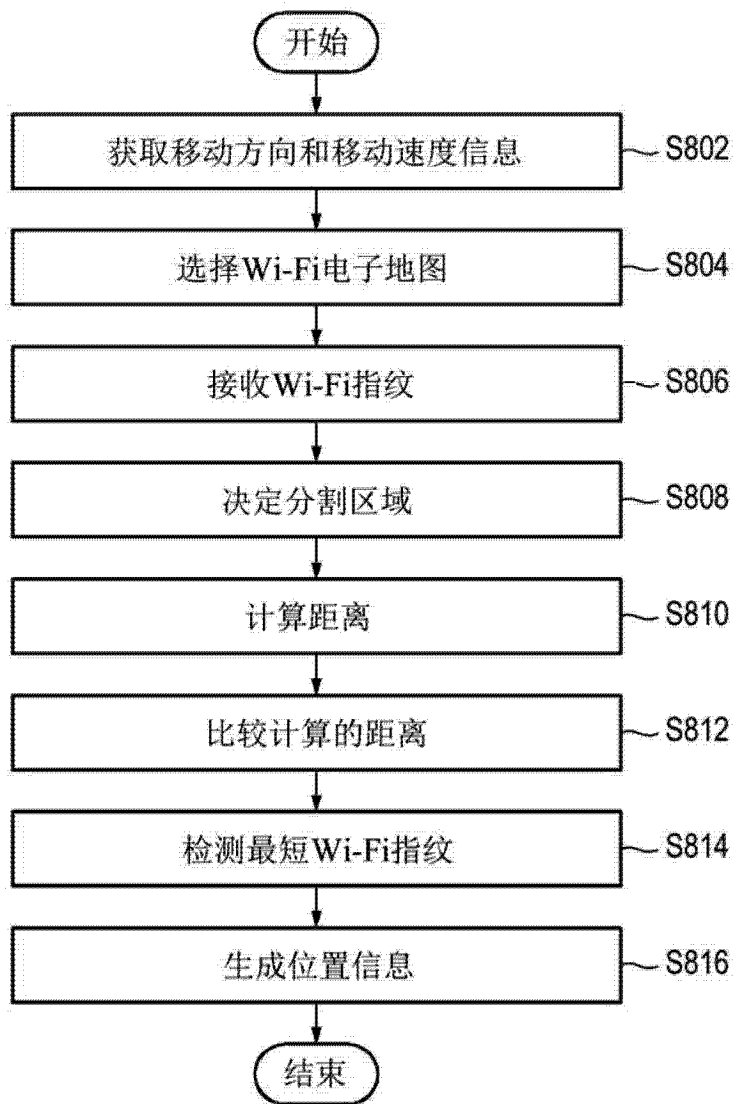 开始
获取移动方向和移动速度信息 S802
选择Wi-Fi电子地图 S804
接收Wi-Fi指纹 S806
决定分割区域 S808
计算距离 S810
比较计算的距离 S812
检测最短Wi-Fi指纹 S814
生成位置信息 S816
结束